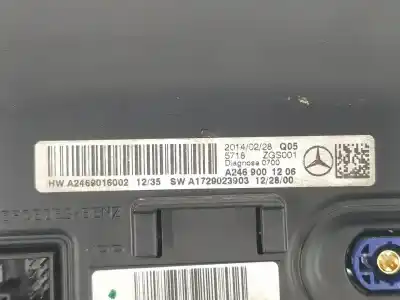 2014/02/28 Q05
5718 ZGS001
Diagnose 0700
A246 900 12 06
HW A2469016002 12/35 SW A1729023903 12/28/00